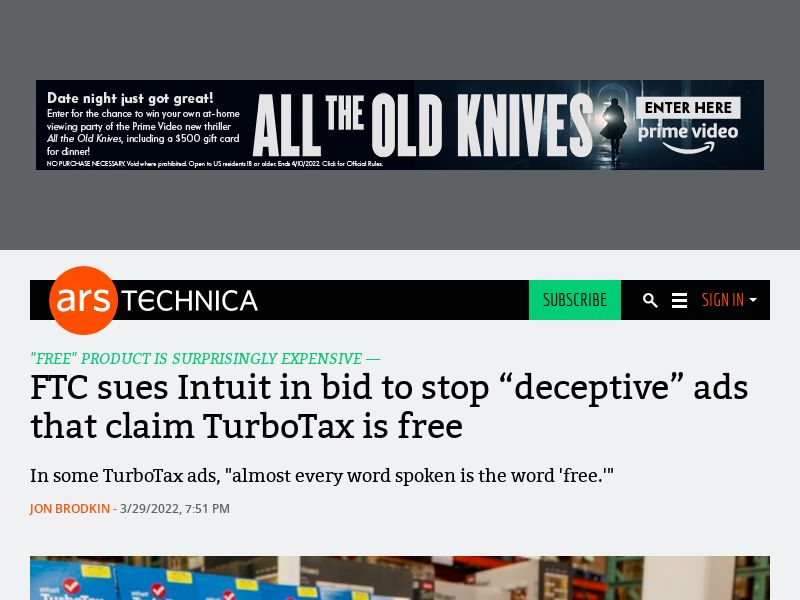 Date night just got great!
Enter for the chance to win your own at-home
viewing party of the Prime Video new thriller
All the Old Knives, including a $500 gift card
for dinner!
NO PURCHASE NECESSARY. Void where prohibited. Open to US residents 18 or older. Ends 4/10/2022. Click for Official Rules.
ALL THE OLD KNIVES
ENTER HERE
prime video
ars TECHNICA
SUBSCRIBE
SIGN IN
"FREE" PRODUCT IS SURPRISINGLY EXPENSIVE —
FTC sues Intuit in bid to stop “deceptive” ads
that claim TurboTax is free
In some TurboTax ads, "almost every word spoken is the word 'free.'"
JON BRODKIN - 3/29/2022, 7:51 PM
intuit
TurboTax
intuit
TurboTax